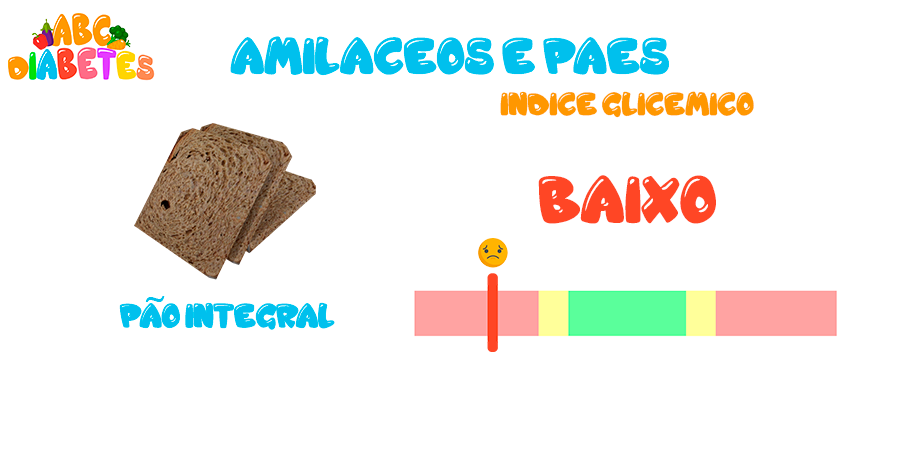 ABC
DIABETES
AMILACEOS E PAES
INDICE GLICEMICO
BAIXO
PÃO INTEGRAL